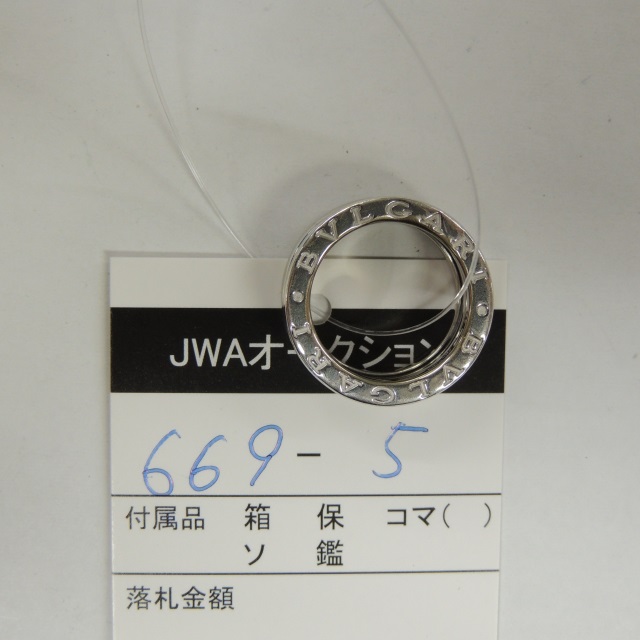 BVLGARI • BVLGARI •
JWAオークション
669-5
付属品 箱 保 コマ( )
ソ 鑑
落札金額